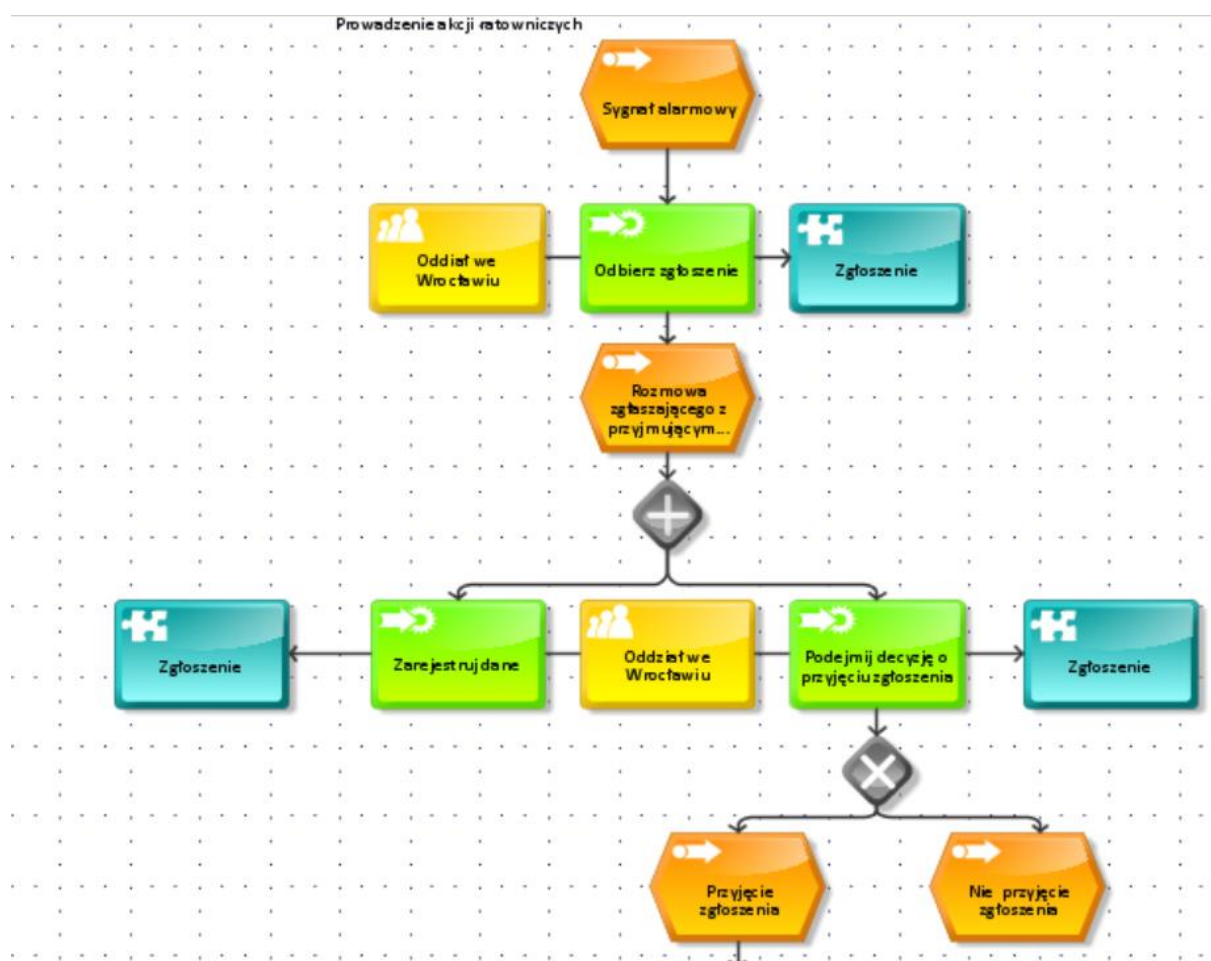 Prowadzenie akcji ratowniczych
Sygnał alarmowy
Oddiał we
Wrocławiu
Odbierz zgłoszenie
Zgłoszenie
Rozmowa
zgłaszającego z
przyjmującym...
Zgłoszenie
Zarejestruj dane
Oddział we
Wrocławiu
Podejmij decyzję o
przyjęciu zgłoszenia
Zgłoszenie
Przyjęcie
zgłoszenia
Nie przyjęcie
zgłoszenia